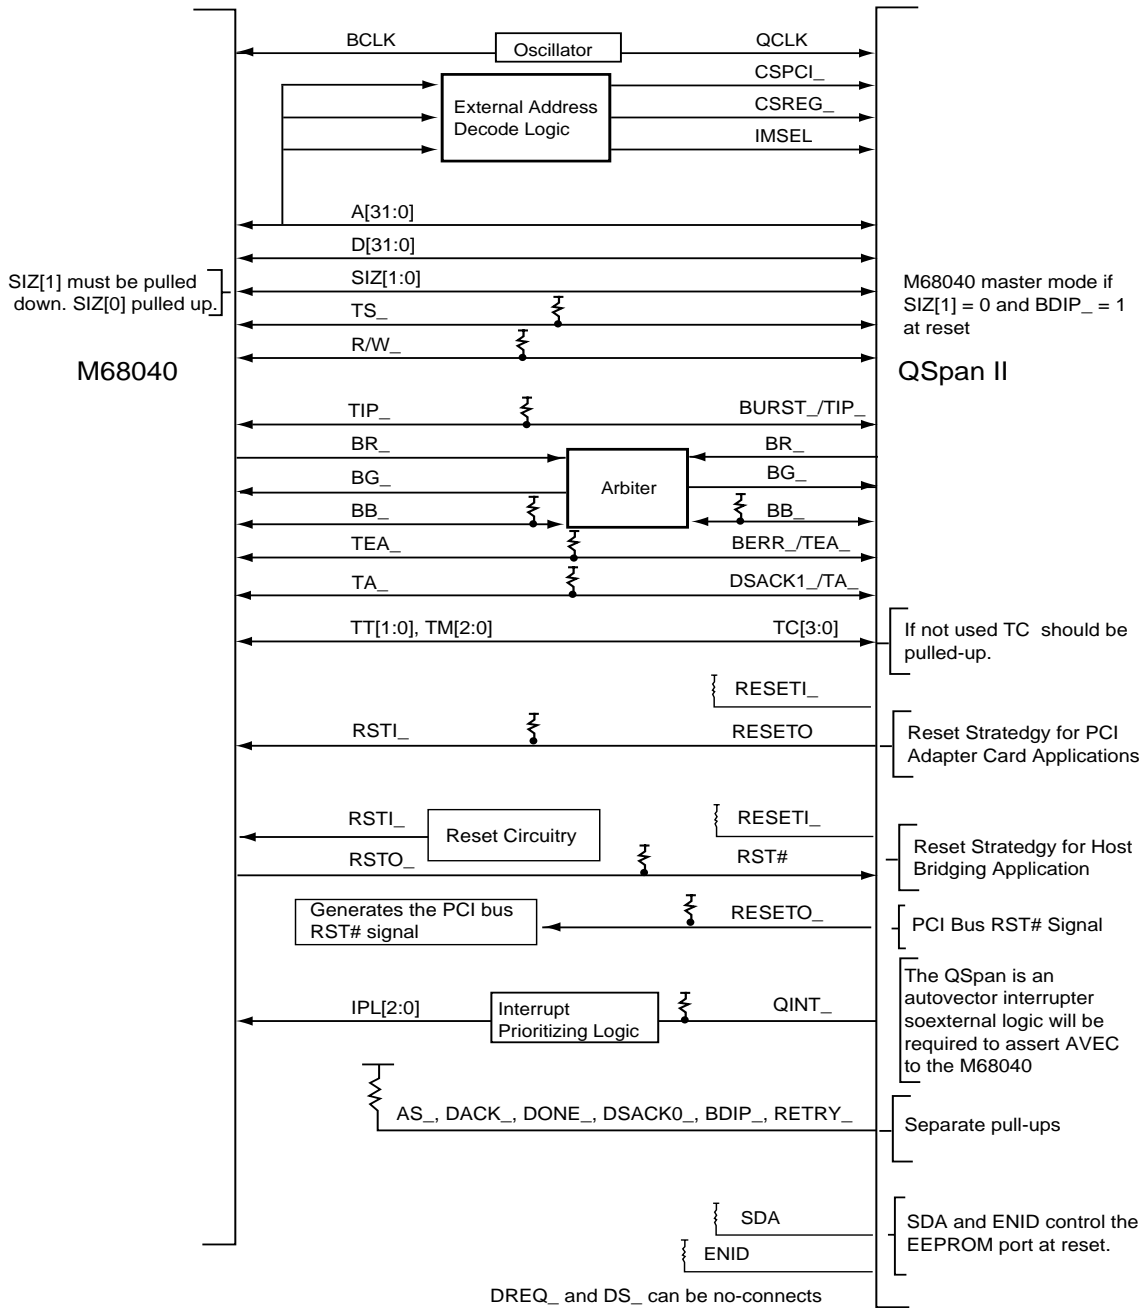 BCLK
Oscillator
QCLK
CSPCI_
External Address
Decode Logic
CSREG_
IMSEL
A[31:0]
D[31:0]
SIZ[1] must be pulled
down. SIZ[0] pulled up.
SIZ[1:0]
M68040 master mode if
SIZ[1] = 0 and BDIP_ = 1
at reset
TS_
R/W_
M68040
QSpan II
TIP_
BURST_/TIP_
BR_
BR_
BG_
Arbiter
BG_
BB_
BB_
TEA_
BERR_/TEA_
TA_
DSACK1_/TA_
TT[1:0], TM[2:0]
TC[3:0]
If not used TC should be
pulled-up.
RESETI_
RSTI_
RESETO
Reset Stratedgy for PCI
Adapter Card Applications
RSTI_
Reset Circuitry
RESETI_
RSTO_
RST#
Reset Stratedgy for Host
Bridging Application
Generates the PCI bus
RST# signal
RESETO_
PCI Bus RST# Signal
IPL[2:0]
Interrupt
Prioritizing Logic
QINT_
The QSpan is an
autovector interrupter
soexternal logic will be
required to assert AVEC
to the M68040
AS_, DACK_, DONE_, DSACK0_, BDIP_, RETRY_
Separate pull-ups
SDA
SDA and ENID control the
EEPROM port at reset.
ENID
DREQ_ and DS_ can be no-connects